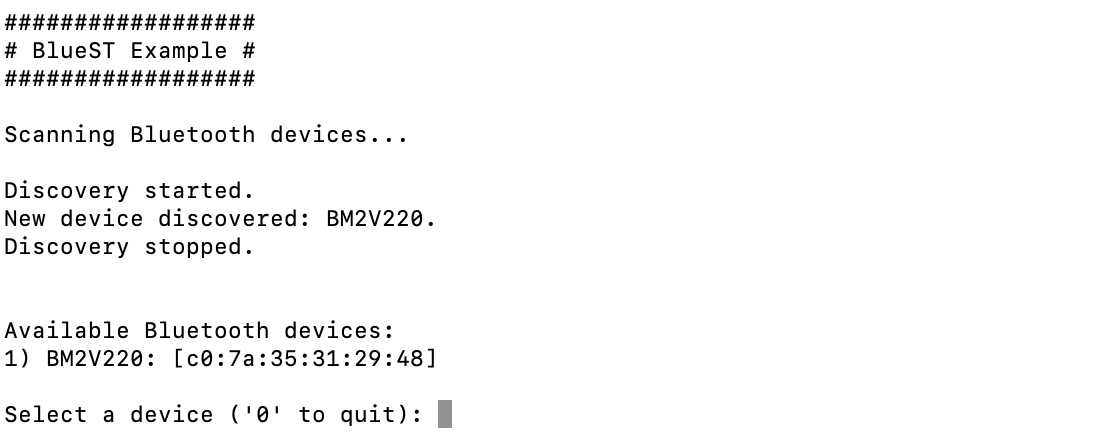 ##################
# BlueST Example #
##################
Scanning Bluetooth devices...
Discovery started.
New device discovered: BM2V220.
Discovery stopped.
Available Bluetooth devices:
1) BM2V220: [c0:7a:35:31:29:48]
Select a device ('0' to quit):